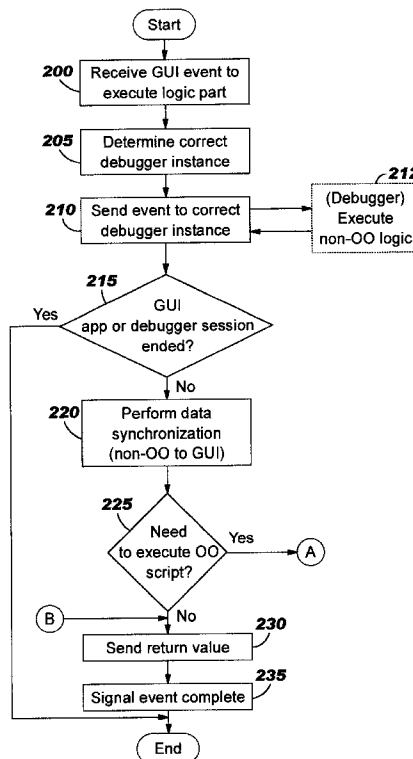 Start
200
Receive GUI event to
execute logic part
205
Determine correct
debugger instance
210
Send event to correct
debugger instance
212
(Debugger)
Execute
non-OO logic
215
GUI
app or debugger session
ended?
Yes
No
220
Perform data
synchronization
(non-OO to GUI)
225
Need
to execute OO
script?
Yes
A
B
No
230
Send return value
235
Signal event complete
End